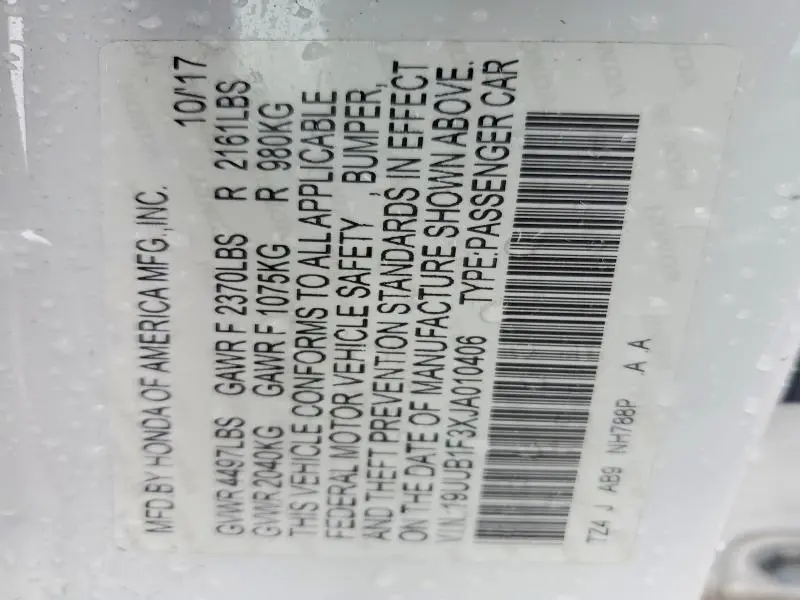 MFD.BY HONDA OF AMERICA MFG.,INC. 10/'17
GVWR 4497LBS GAWR F 2370LBS R 2161LBS
GVWR 2040KG GAWR F 1075KG R 980KG
THIS VEHICLE CONFORMS TO ALL APPLICABLE
FEDERAL MOTOR VEHICLE SAFETY , BUMPER,
AND THEFT PREVENTION STANDARDS IN EFFECT
ON THE DATE OF MANUFACTURE SHOWN ABOVE.
V.I.N.:19UUB1F3XJA010406 TYPE:PASSENGER CAR
TZ4 J AB9 NH788P A A